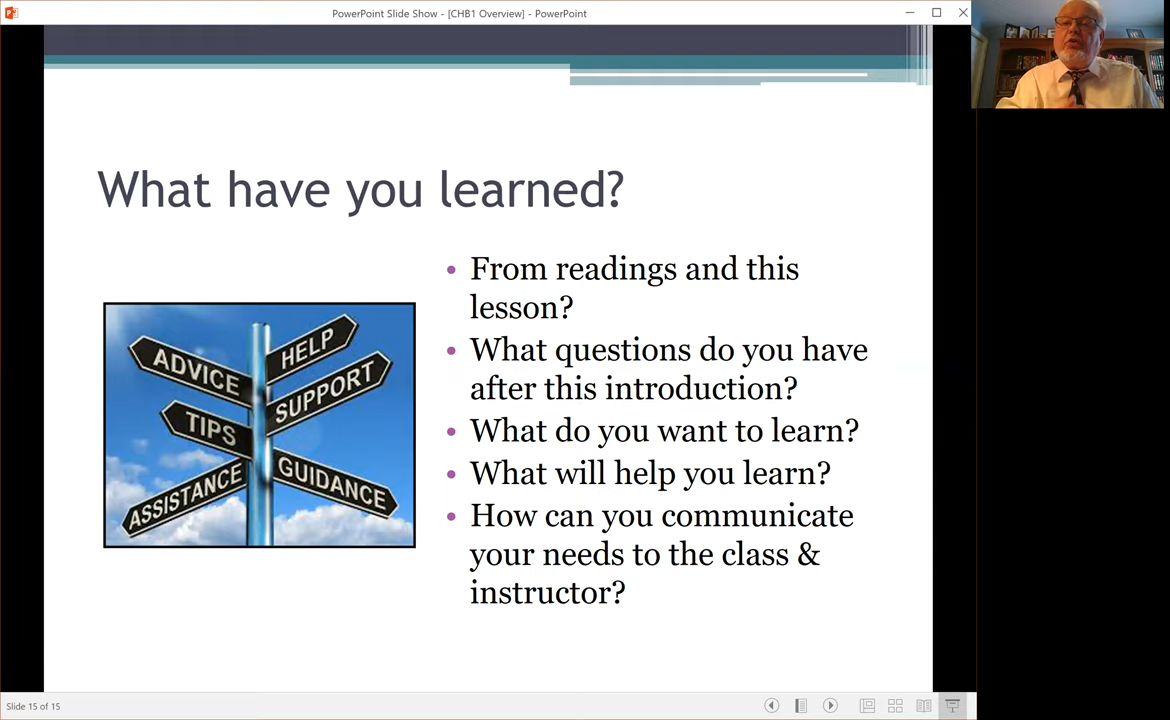 PowerPoint Slide Show - [CHB1 Overview] - PowerPoint
What have you learned?
ADVICE
HELP
SUPPORT
TIPS
GUIDANCE
ASSISTANCE
• From readings and this
lesson?
• What questions do you have
after this introduction?
• What do you want to learn?
• What will help you learn?
• How can you communicate
your needs to the class &
instructor?
Slide 15 of 15